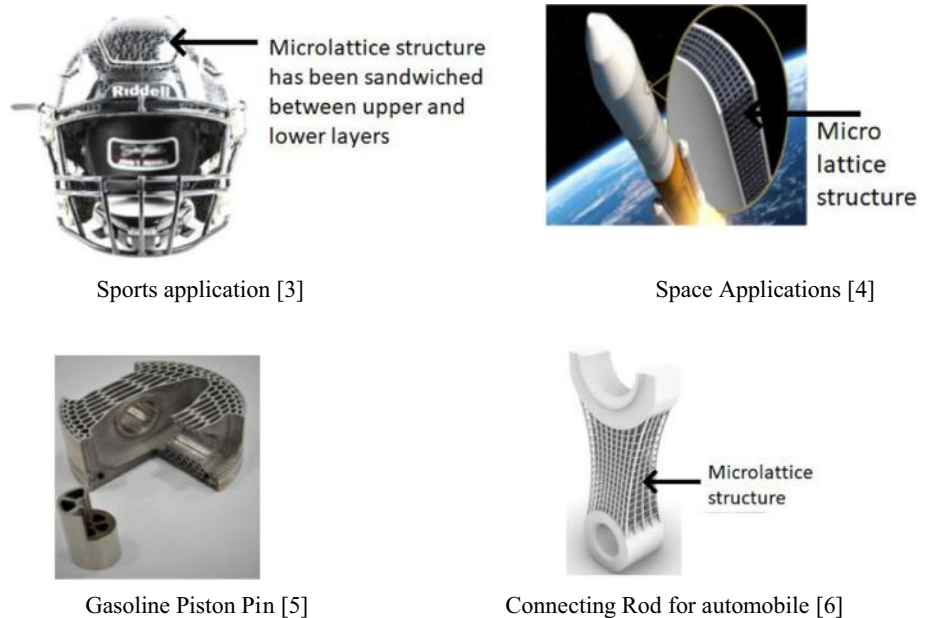 Microlattice structure
has been sandwiched
between upper and
lower layers
RIDDELL
Micro
lattice
structure
Sports application [3]
Space Applications [4]
Microlattice
structure
Gasoline Piston Pin [5]
Connecting Rod for automobile [6]